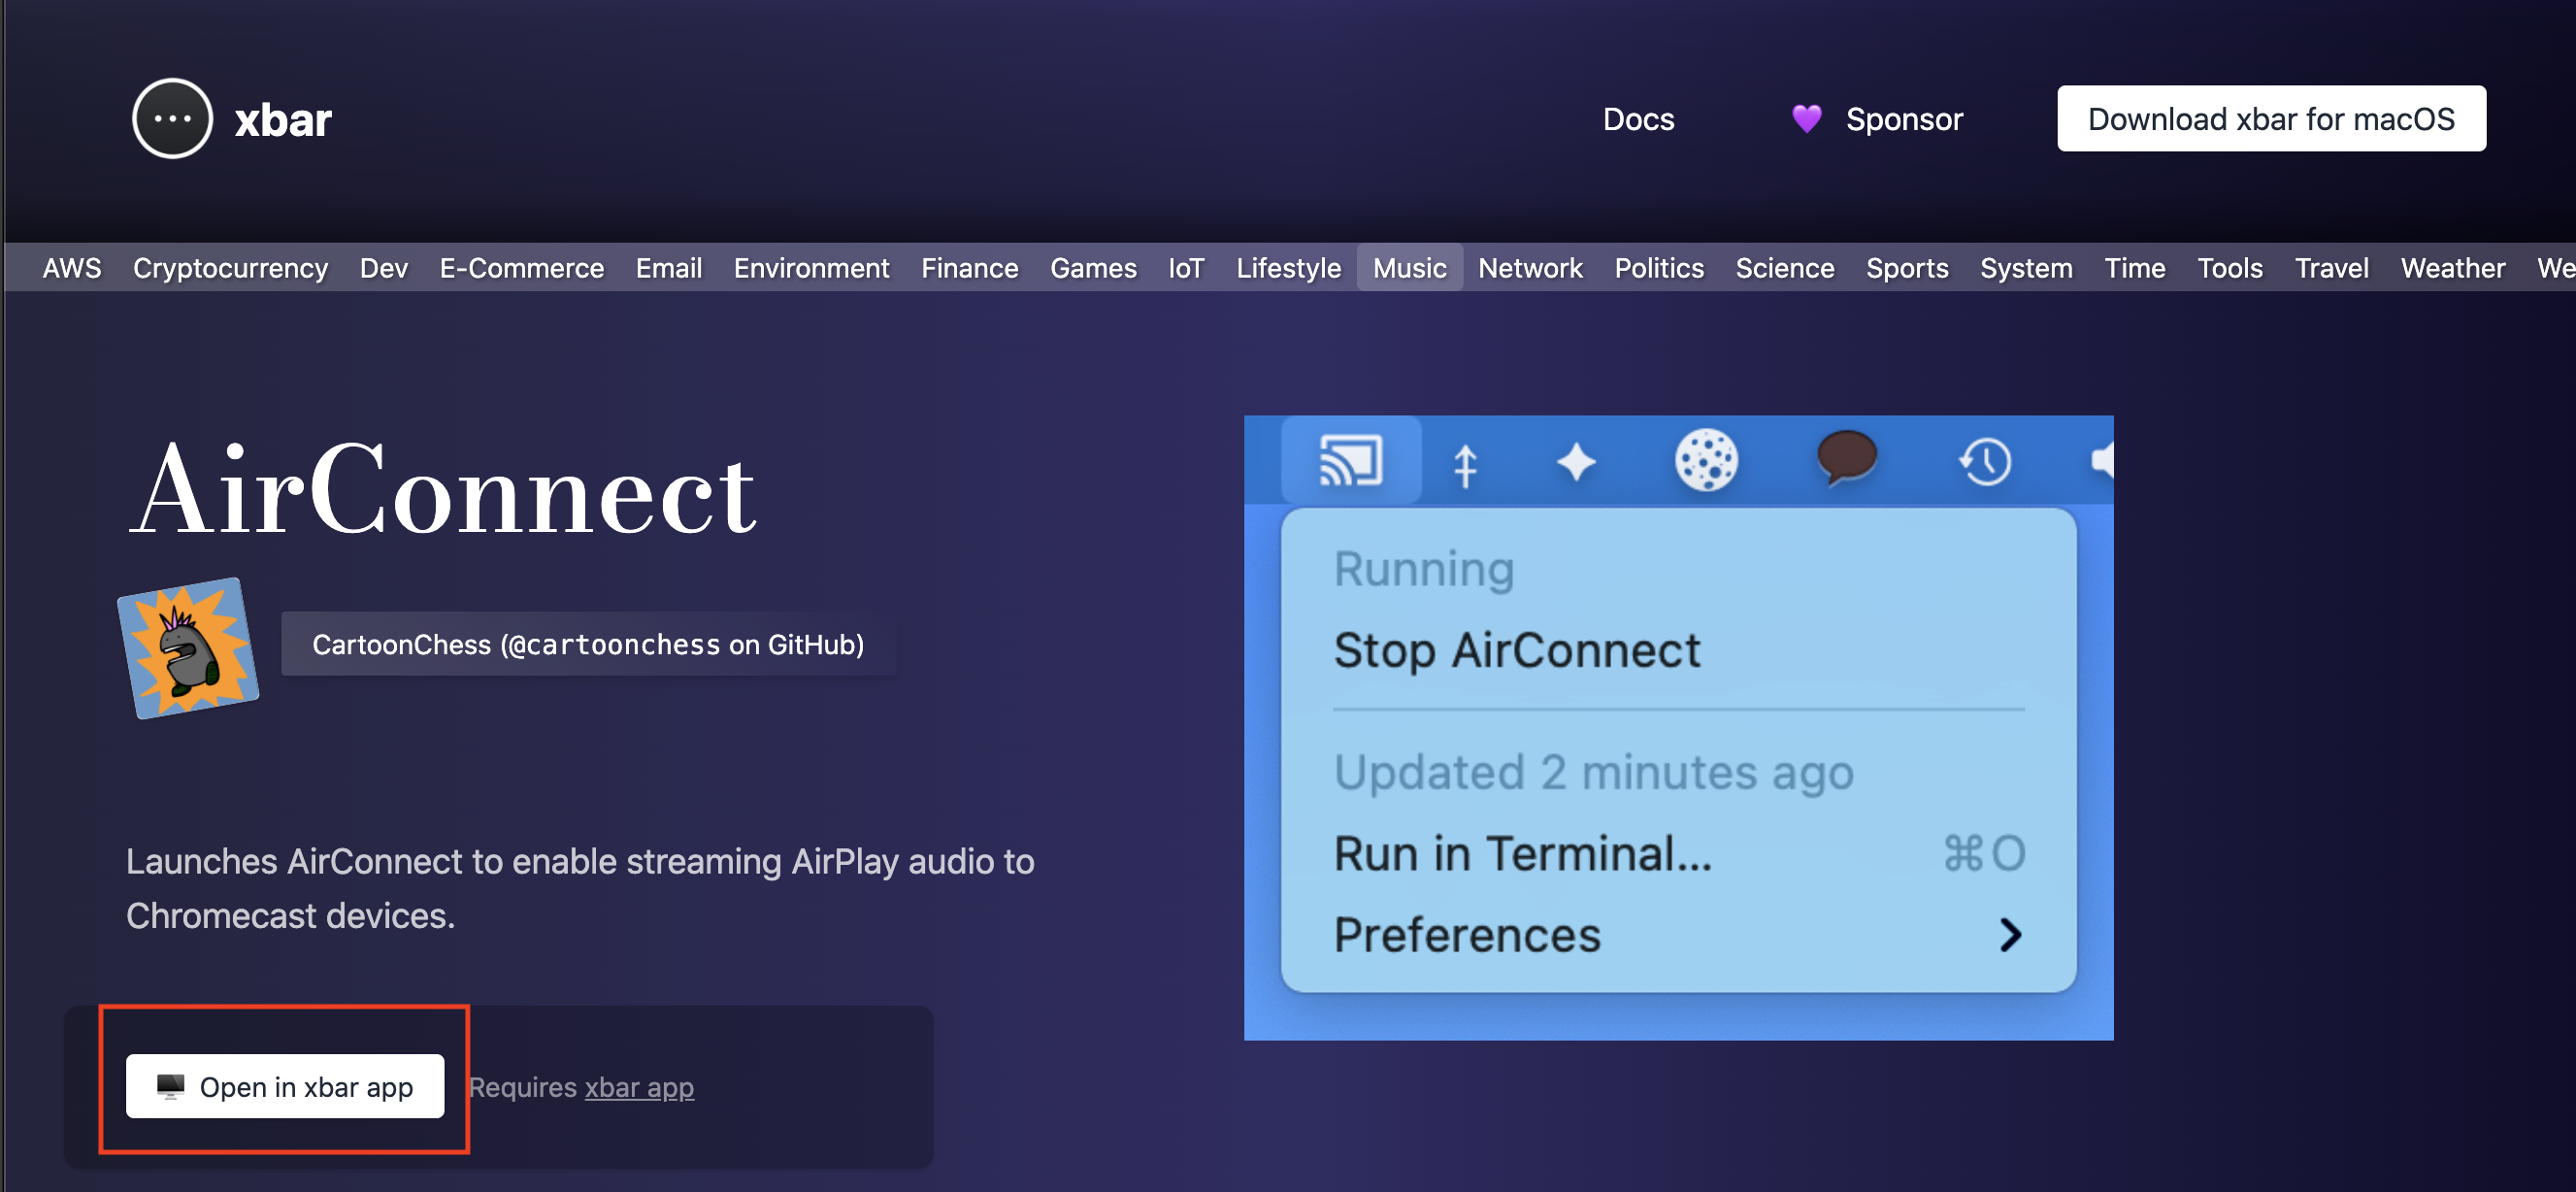 xbar
Docs
💜 Sponsor
Download xbar for macOS
AWS Cryptocurrency Dev E-Commerce Email Environment Finance Games IoT Lifestyle Music Network Politics Science Sports System Time Tools Travel Weather We
AirConnect
CartoonChess (@cartoonchess on GitHub)
Launches AirConnect to enable streaming AirPlay audio to
Chromecast devices.
Open in xbar app
Requires xbar app
Running
Stop AirConnect
Updated 2 minutes ago
Run in Terminal... ⌘O
Preferences